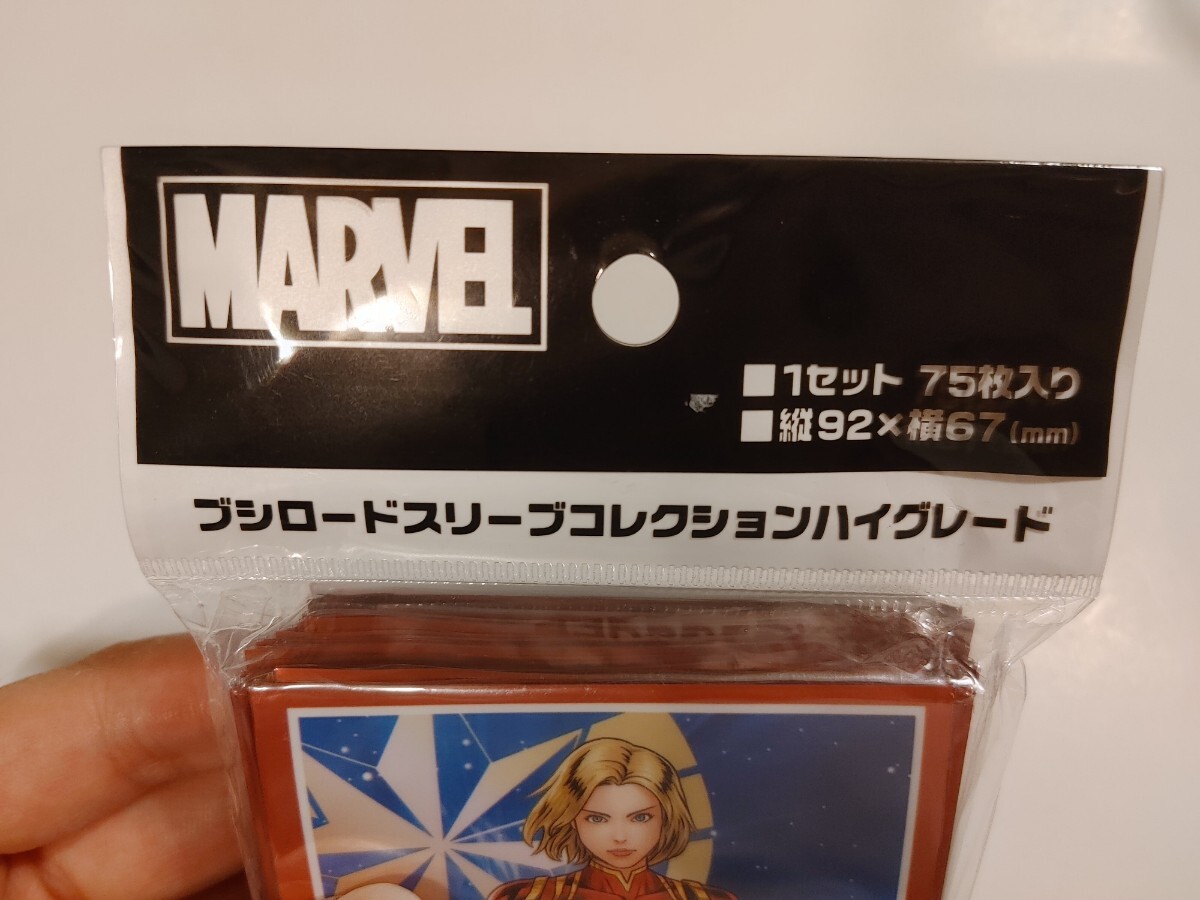 MARVEL
■1セット 75枚入り
■縦92×横67(mm)
ブシロードスリーブコレクションハイグレード